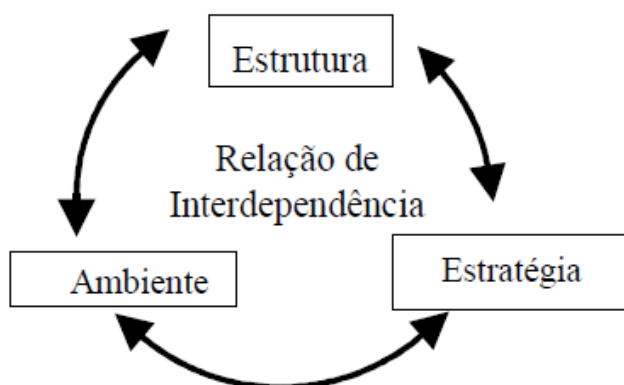 Estrutura
Relação de
Interdependência
Ambiente
Estratégia